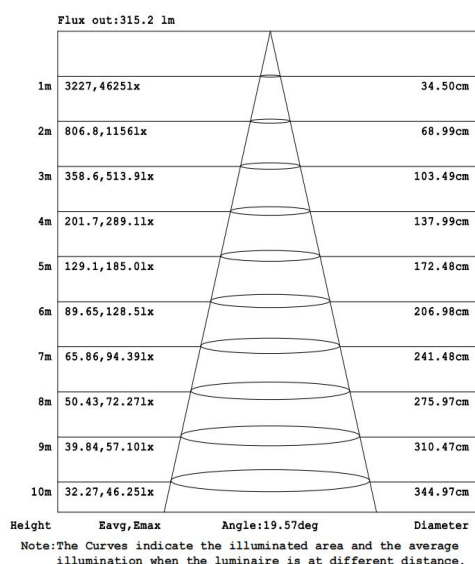 Flux out:315.2 lm
1m 3227,4625lx 34.50cm
2m 806.8,1156lx 68.99cm
3m 358.6,513.9lx 103.49cm
4m 201.7,289.1lx 137.99cm
5m 129.1,185.0lx 172.48cm
6m 89.65,128.5lx 206.98cm
7m 65.86,94.39lx 241.48cm
8m 50.43,72.27lx 275.97cm
9m 39.84,57.10lx 310.47cm
10m 32.27,46.25lx 344.97cm
Height Eavg,Emax Angle:19.57deg Diameter
Note:The Curves indicate the illuminated area and the average
illumination when the luminaire is at different distance.